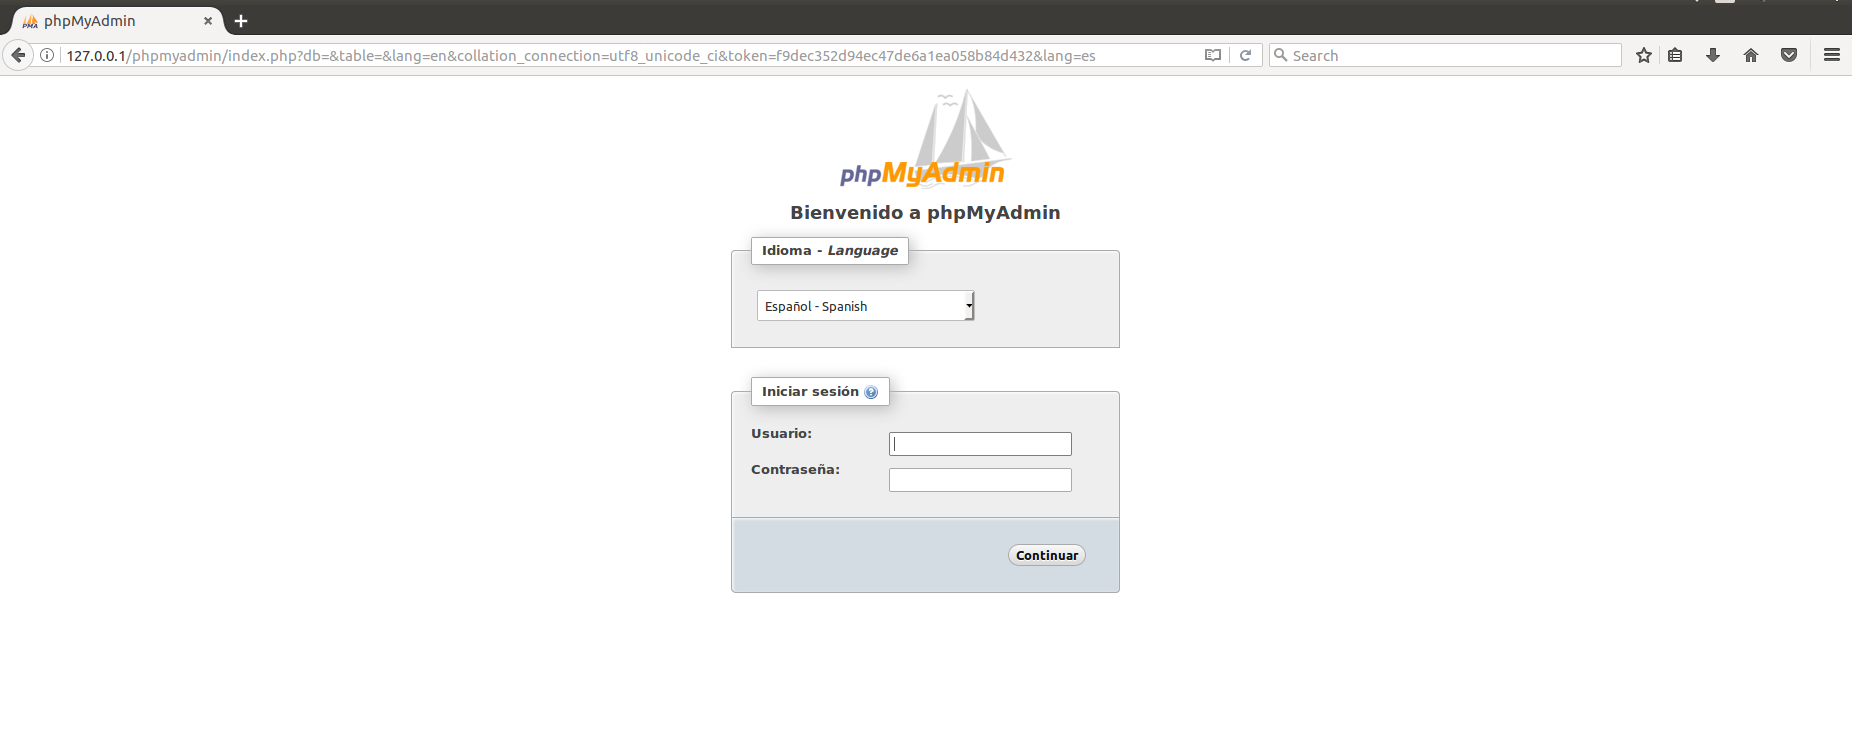 phpMyAdmin
127.0.0.1/phpmyadmin/index.php?db=&table=&lang=en&collation_connection=utf8_unicode_ci&token=f9dec352d94ec47de6a1ea058b84d432&lang=es
Search
phpMyAdmin
Bienvenido a phpMyAdmin
Idioma - Language
Español - Spanish
Iniciar sesión
Usuario:
Contraseña:
Continuar